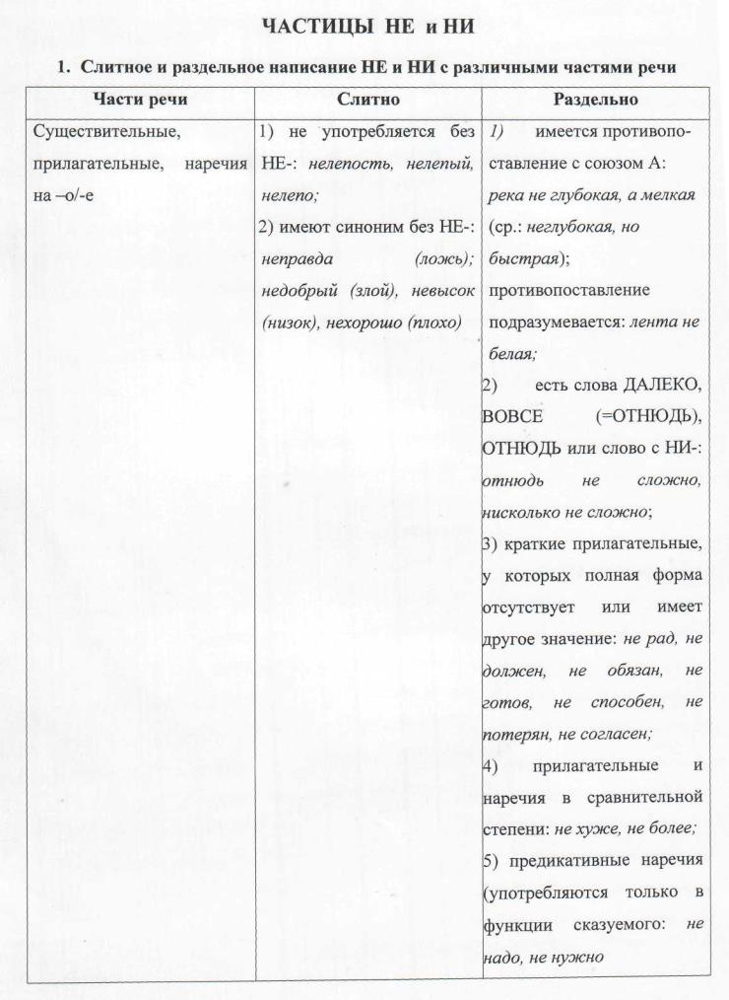 ЧАСТИЦЫ НЕ и НИ
1. Слитное и раздельное написание НЕ и НИ с различными частями речи
Части речи
Слитно
Раздельно
Существительные,
прилагательные, наречия
на –о/-е
1) не употребляется без
НЕ-: нелепость, нелепый,
нелепо;
2) имеют синоним без НЕ-:
неправда (ложь);
недобрый (злой), невысок
(низок), нехорошо (плохо)
1) имеется противопо-
ставление с союзом А:
река не глубокая, а мелкая
(ср.: неглубокая, но
быстрая);
противопоставление
подразумевается: лента не
белая;
2) есть слова ДАЛЕКО,
ВОВСЕ (=ОТНЮДЬ),
ОТНЮДЬ или слово с НИ-:
отнюдь не сложно,
нисколько не сложно;
3) краткие прилагательные,
у которых полная форма
отсутствует или имеет
другое значение: не рад, не
должен, не обязан, не
готов, не способен, не
потерян, не согласен;
4) прилагательные и
наречия в сравнительной
степени: не хуже, не более;
5) предикативные наречия
(употребляются только в
функции сказуемого: не
надо, не нужно